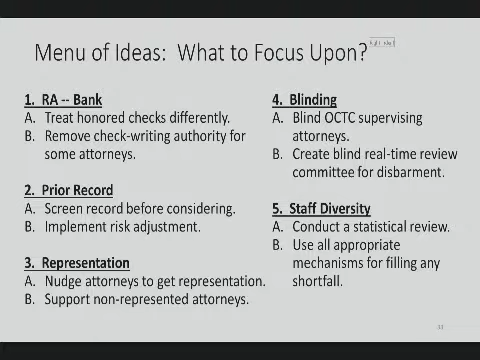 Menu of Ideas: What to Focus Upon?
1. RA -- Bank
A. Treat honored checks differently.
B. Remove check-writing authority for
some attorneys.
2. Prior Record
A. Screen record before considering.
B. Implement risk adjustment.
3. Representation
A. Nudge attorneys to get representation.
B. Support non-represented attorneys.
4. Blinding
A. Blind OCTC supervising
attorneys.
B. Create blind real-time review
committee for disbarment.
5. Staff Diversity
A. Conduct a statistical review.
B. Use all appropriate
mechanisms for filling any
shortfall.